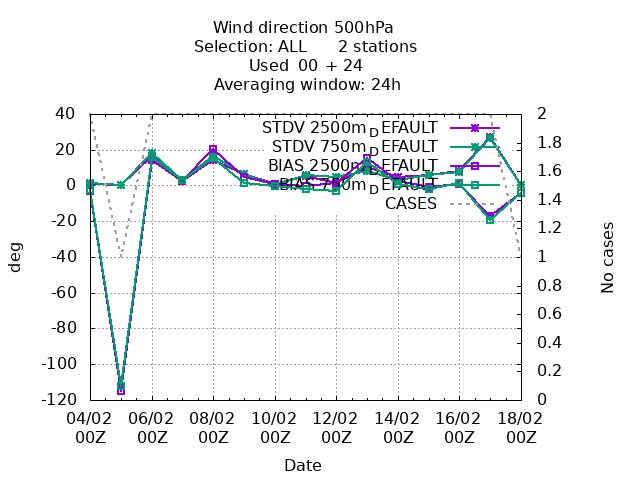 Wind direction 500hPa
Selection: ALL 2 stations
Used 00 + 24
Averaging window: 24h
STDV 2500m_DEFAULT
STDV 750m_DEFAULT
BIAS 2500m_DEFAULT
BIAS 750m_DEFAULT
CASES
deg
40
20
0
-20
-40
-60
-80
-100
-120
No cases
2
1.8
1.6
1.4
1.2
1
0.8
0.6
0.4
0.2
0
04/02 06/02 08/02 10/02 12/02 14/02 16/02 18/02
00Z 00Z 00Z 00Z 00Z 00Z 00Z 00Z
Date